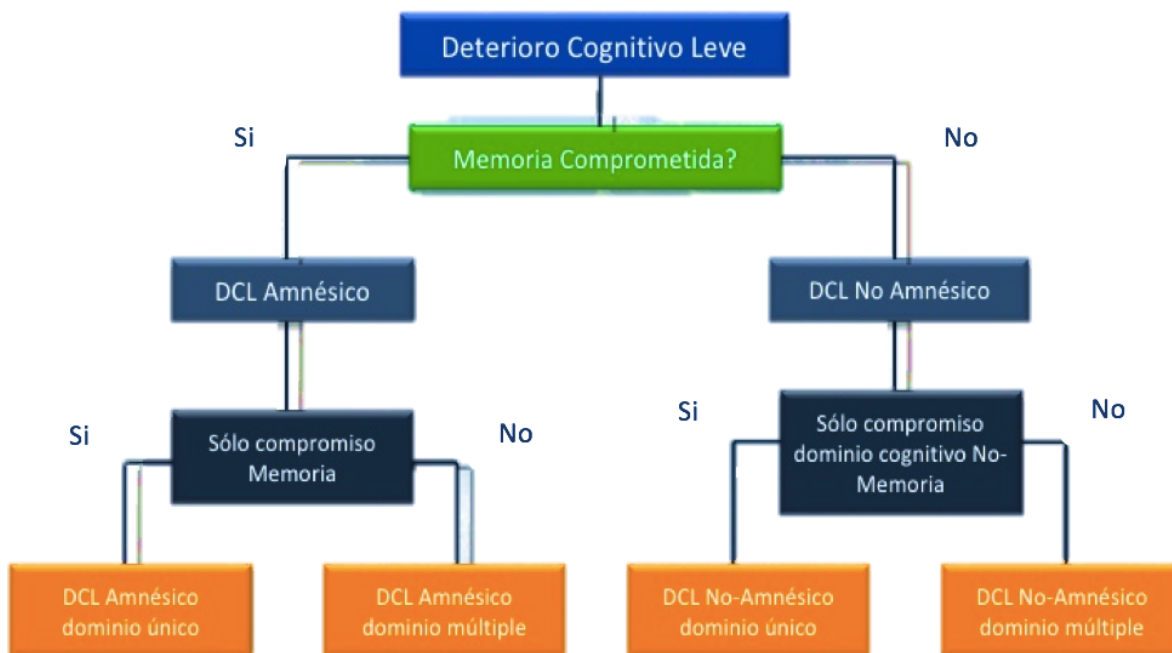 Deterioro Cognitivo Leve
Si
Memoria Comprometida?
No
DCL Amnésico
DCL No Amnésico
Si
Sólo compromiso
Memoria
No
Si
Sólo compromiso
dominio cognitivo No-
Memoria
No
DCL Amnésico
dominio único
DCL Amnésico
dominio múltiple
DCL No-Amnésico
dominio único
DCL No-Amnésico
dominio múltiple